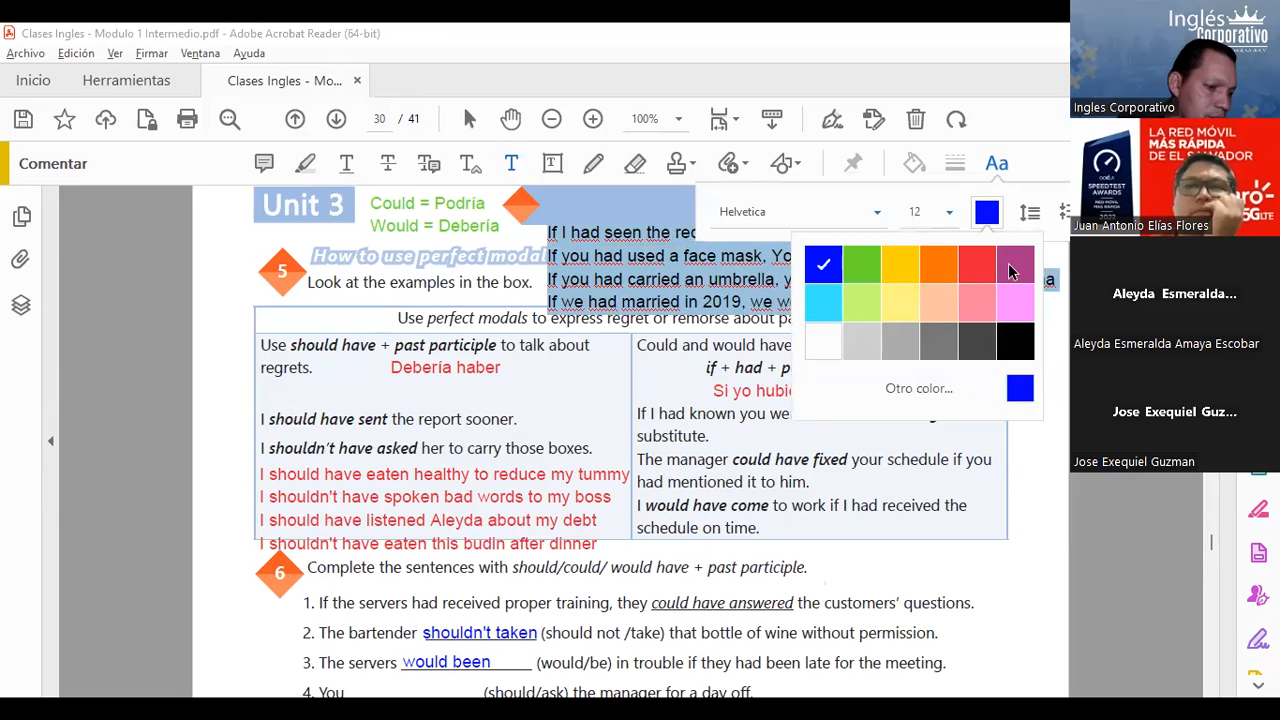 Clases Ingles - Modulo 1 Intermedio.pdf - Adobe Acrobat Reader (64-bit)
Archivo Edición Ver Firmar Ventana Ayuda
Inicio Herramientas Clases Ingles - Mo... ×
30 / 41 100%
Comentar
Aa
Helvetica 12
Otro color...
Unit 3
Could = Podría
Would = Debería
If I had seen the rec
If you had used a face mask, Yo
If you had carried an umbrella, y
If we had married in 2019, we w
5
How to use perfect modal
Look at the examples in the box.
Use perfect modals to express regret or remorse about pa
Use should have + past participle to talk about
regrets.
Debería haber
I should have sent the report sooner.
I shouldn't have asked her to carry those boxes.
I should have eaten healthy to reduce my tummy
I shouldn't have spoken bad words to my boss
I should have listened Aleyda about my debt
I shouldn't have eaten this budin after dinner
Could and would have
if + had + p
Si yo hubie
If I had known you we
substitute.
The manager could have fixed your schedule if you
had mentioned it to him.
I would have come to work if I had received the
schedule on time.
6
Complete the sentences with should/could/ would have + past participle.
1. If the servers had received proper training, they could have answered the customers' questions.
2. The bartender shouldn't taken (should not /take) that bottle of wine without permission.
3. The servers would been (would/be) in trouble if they had been late for the meeting.
4. You (should/ask) the manager for a day off.
Inglés
Corporativo
Ingles Corporativo
LA RED MÓVIL
MÁS RÁPIDA
DE EL SALVADOR
SPEEDTEST
AWARDS
Juan Antonio Elías Flores
Aleyda Esmeralda...
Aleyda Esmeralda Amaya Escobar
Jose Exequiel Guz...
Jose Exequiel Guzman